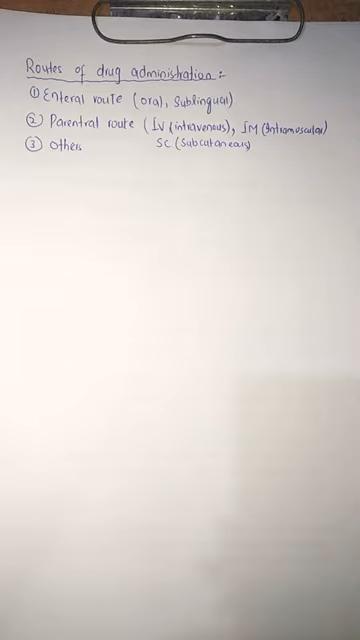 Routes of drug administration :-
① Enteral route (oral, Sublingual)
② Parentral route (IV (intravenous), IM (Intramuscular)
SC (Subcutaneous)
③ Others